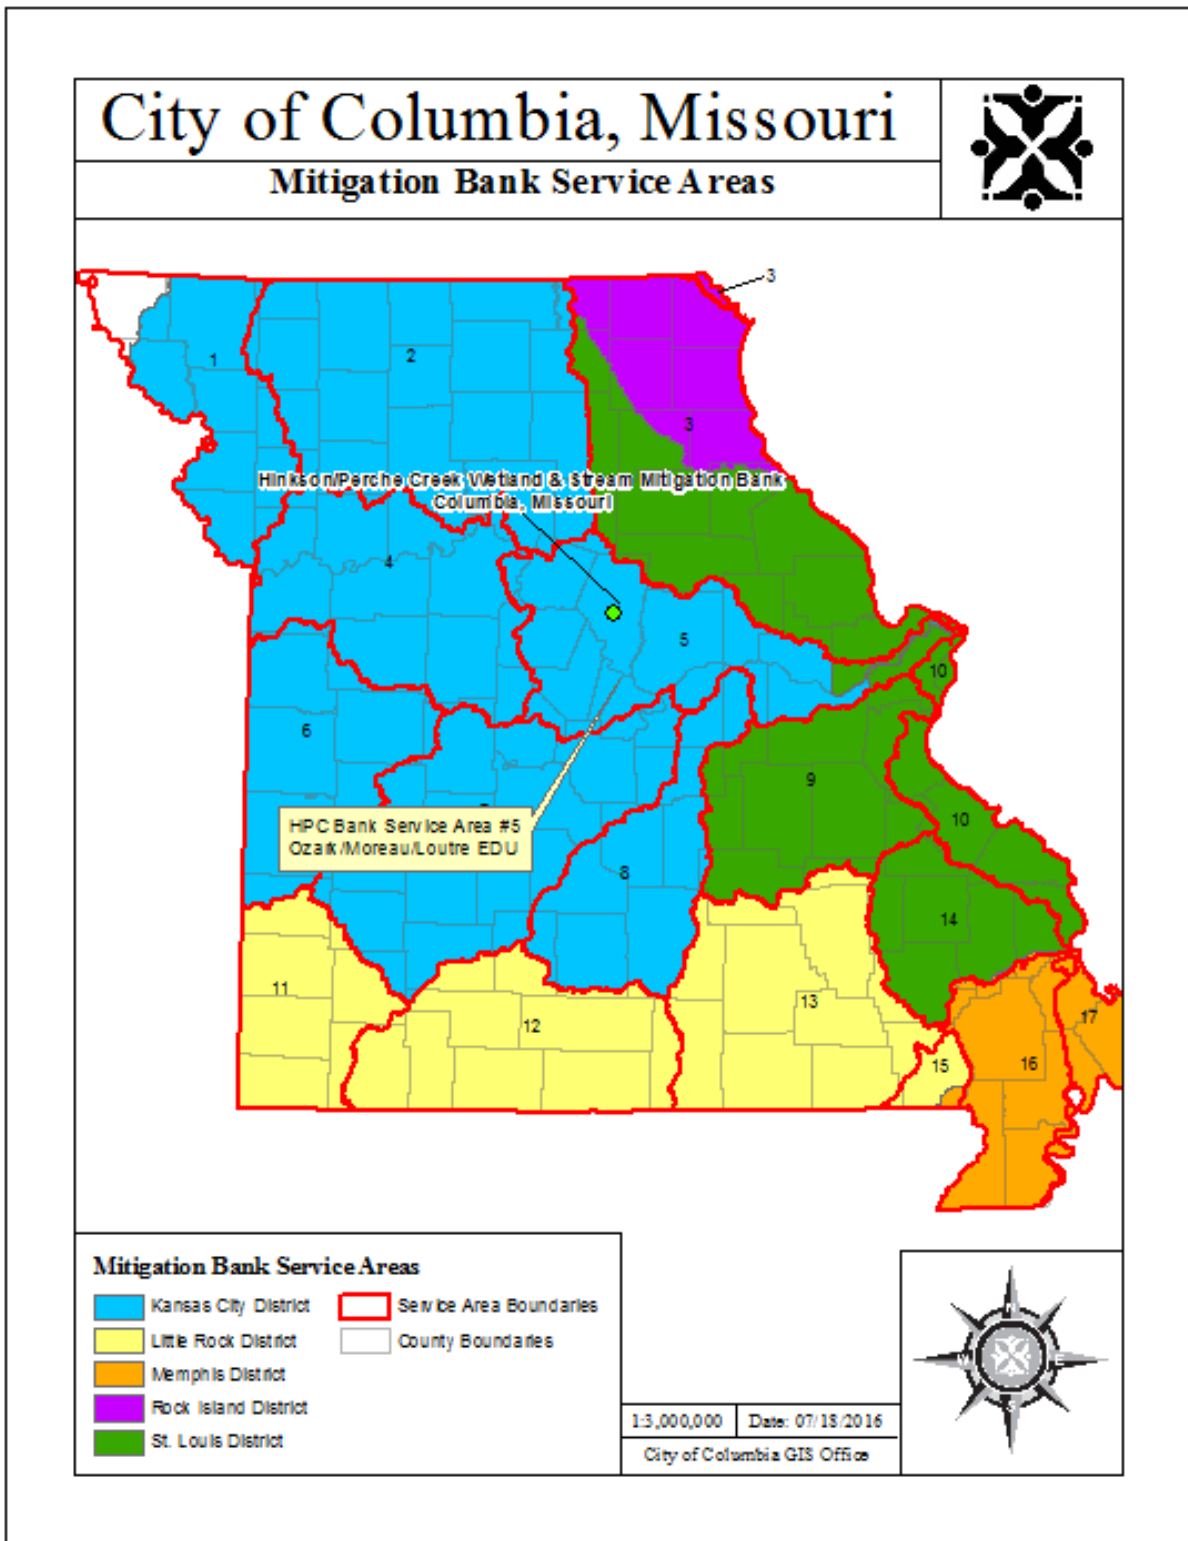 City of Columbia, Missouri
Mitigation Bank Service Areas
3
1
2
3
Hinkson/Perche Creek Wetland & Stream Mitigation Bank
Columbia, Missouri
4
5
10
6
9
HPC Bank Service Area #5
Ozark/Moreau/Loutre EDU
10
8
14
11
12
13
17
16
15
Mitigation Bank Service Areas
Kansas City District
Service Area Boundaries
Little Rock District
County Boundaries
Memphis District
Rock Island District
St. Louis District
1:3,000,000
Date: 07/18/2016
City of Columbia GIS Office
N
W
E
S